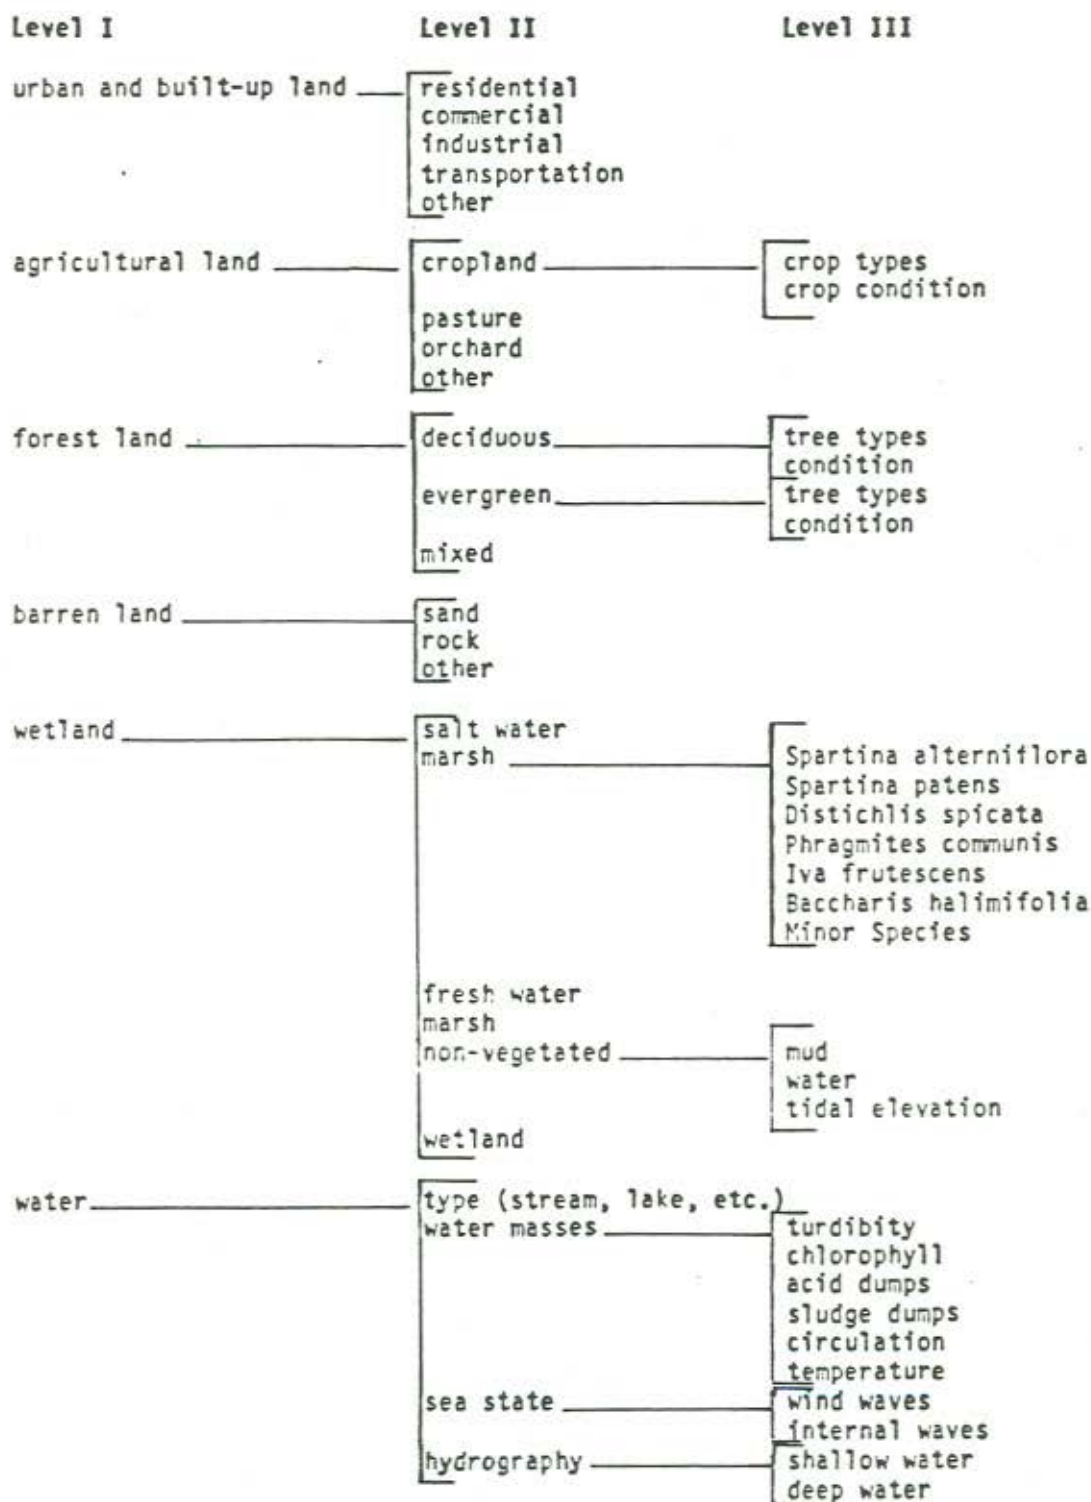 Level I Level II Level III
urban and built-up land residential
commercial
industrial
transportation
other
agricultural land cropland crop types
crop condition
pasture
orchard
other
forest land deciduous tree types
condition
evergreen tree types
condition
mixed
barren land sand
rock
other
wetland salt water
marsh Spartina alterniflora
Spartina patens
Distichlis spicata
Phragmites communis
Iva frutescens
Baccharis halimifolia
Minor Species
fresh water
marsh
non-vegetated mud
water
tidal elevation
wetland
water type (stream, lake, etc.)
water masses turdibity
chlorophyll
acid dumps
sludge dumps
circulation
temperature
sea state wind waves
internal waves
hydrography shallow water
deep water